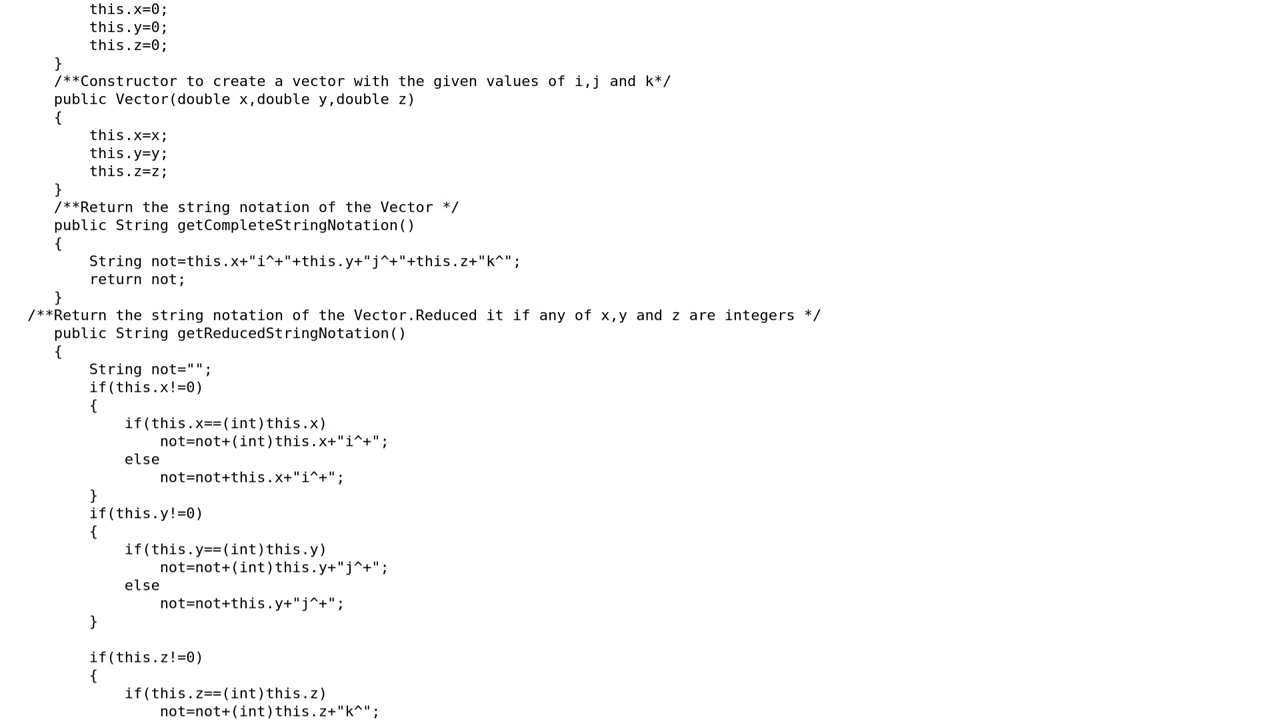 this.x=0;
        this.y=0;
        this.z=0;
    }
    /**Constructor to create a vector with the given values of i,j and k*/
    public Vector(double x,double y,double z)
    {
        this.x=x;
        this.y=y;
        this.z=z;
    }
    /**Return the string notation of the Vector */
    public String getCompleteStringNotation()
    {
        String not=this.x+"i^+"+this.y+"j^+"+this.z+"k^";
        return not;
    }
 /**Return the string notation of the Vector.Reduced it if any of x,y and z are integers */
    public String getReducedStringNotation()
    {
        String not="";
        if(this.x!=0)
        {
            if(this.x==(int)this.x)
                not=not+(int)this.x+"i^+";
            else
                not=not+this.x+"i^+";
        }
        if(this.y!=0)
        {
            if(this.y==(int)this.y)
                not=not+(int)this.y+"j^+";
            else
                not=not+this.y+"j^+";
        }

        if(this.z!=0)
        {
            if(this.z==(int)this.z)
                not=not+(int)this.z+"k^";